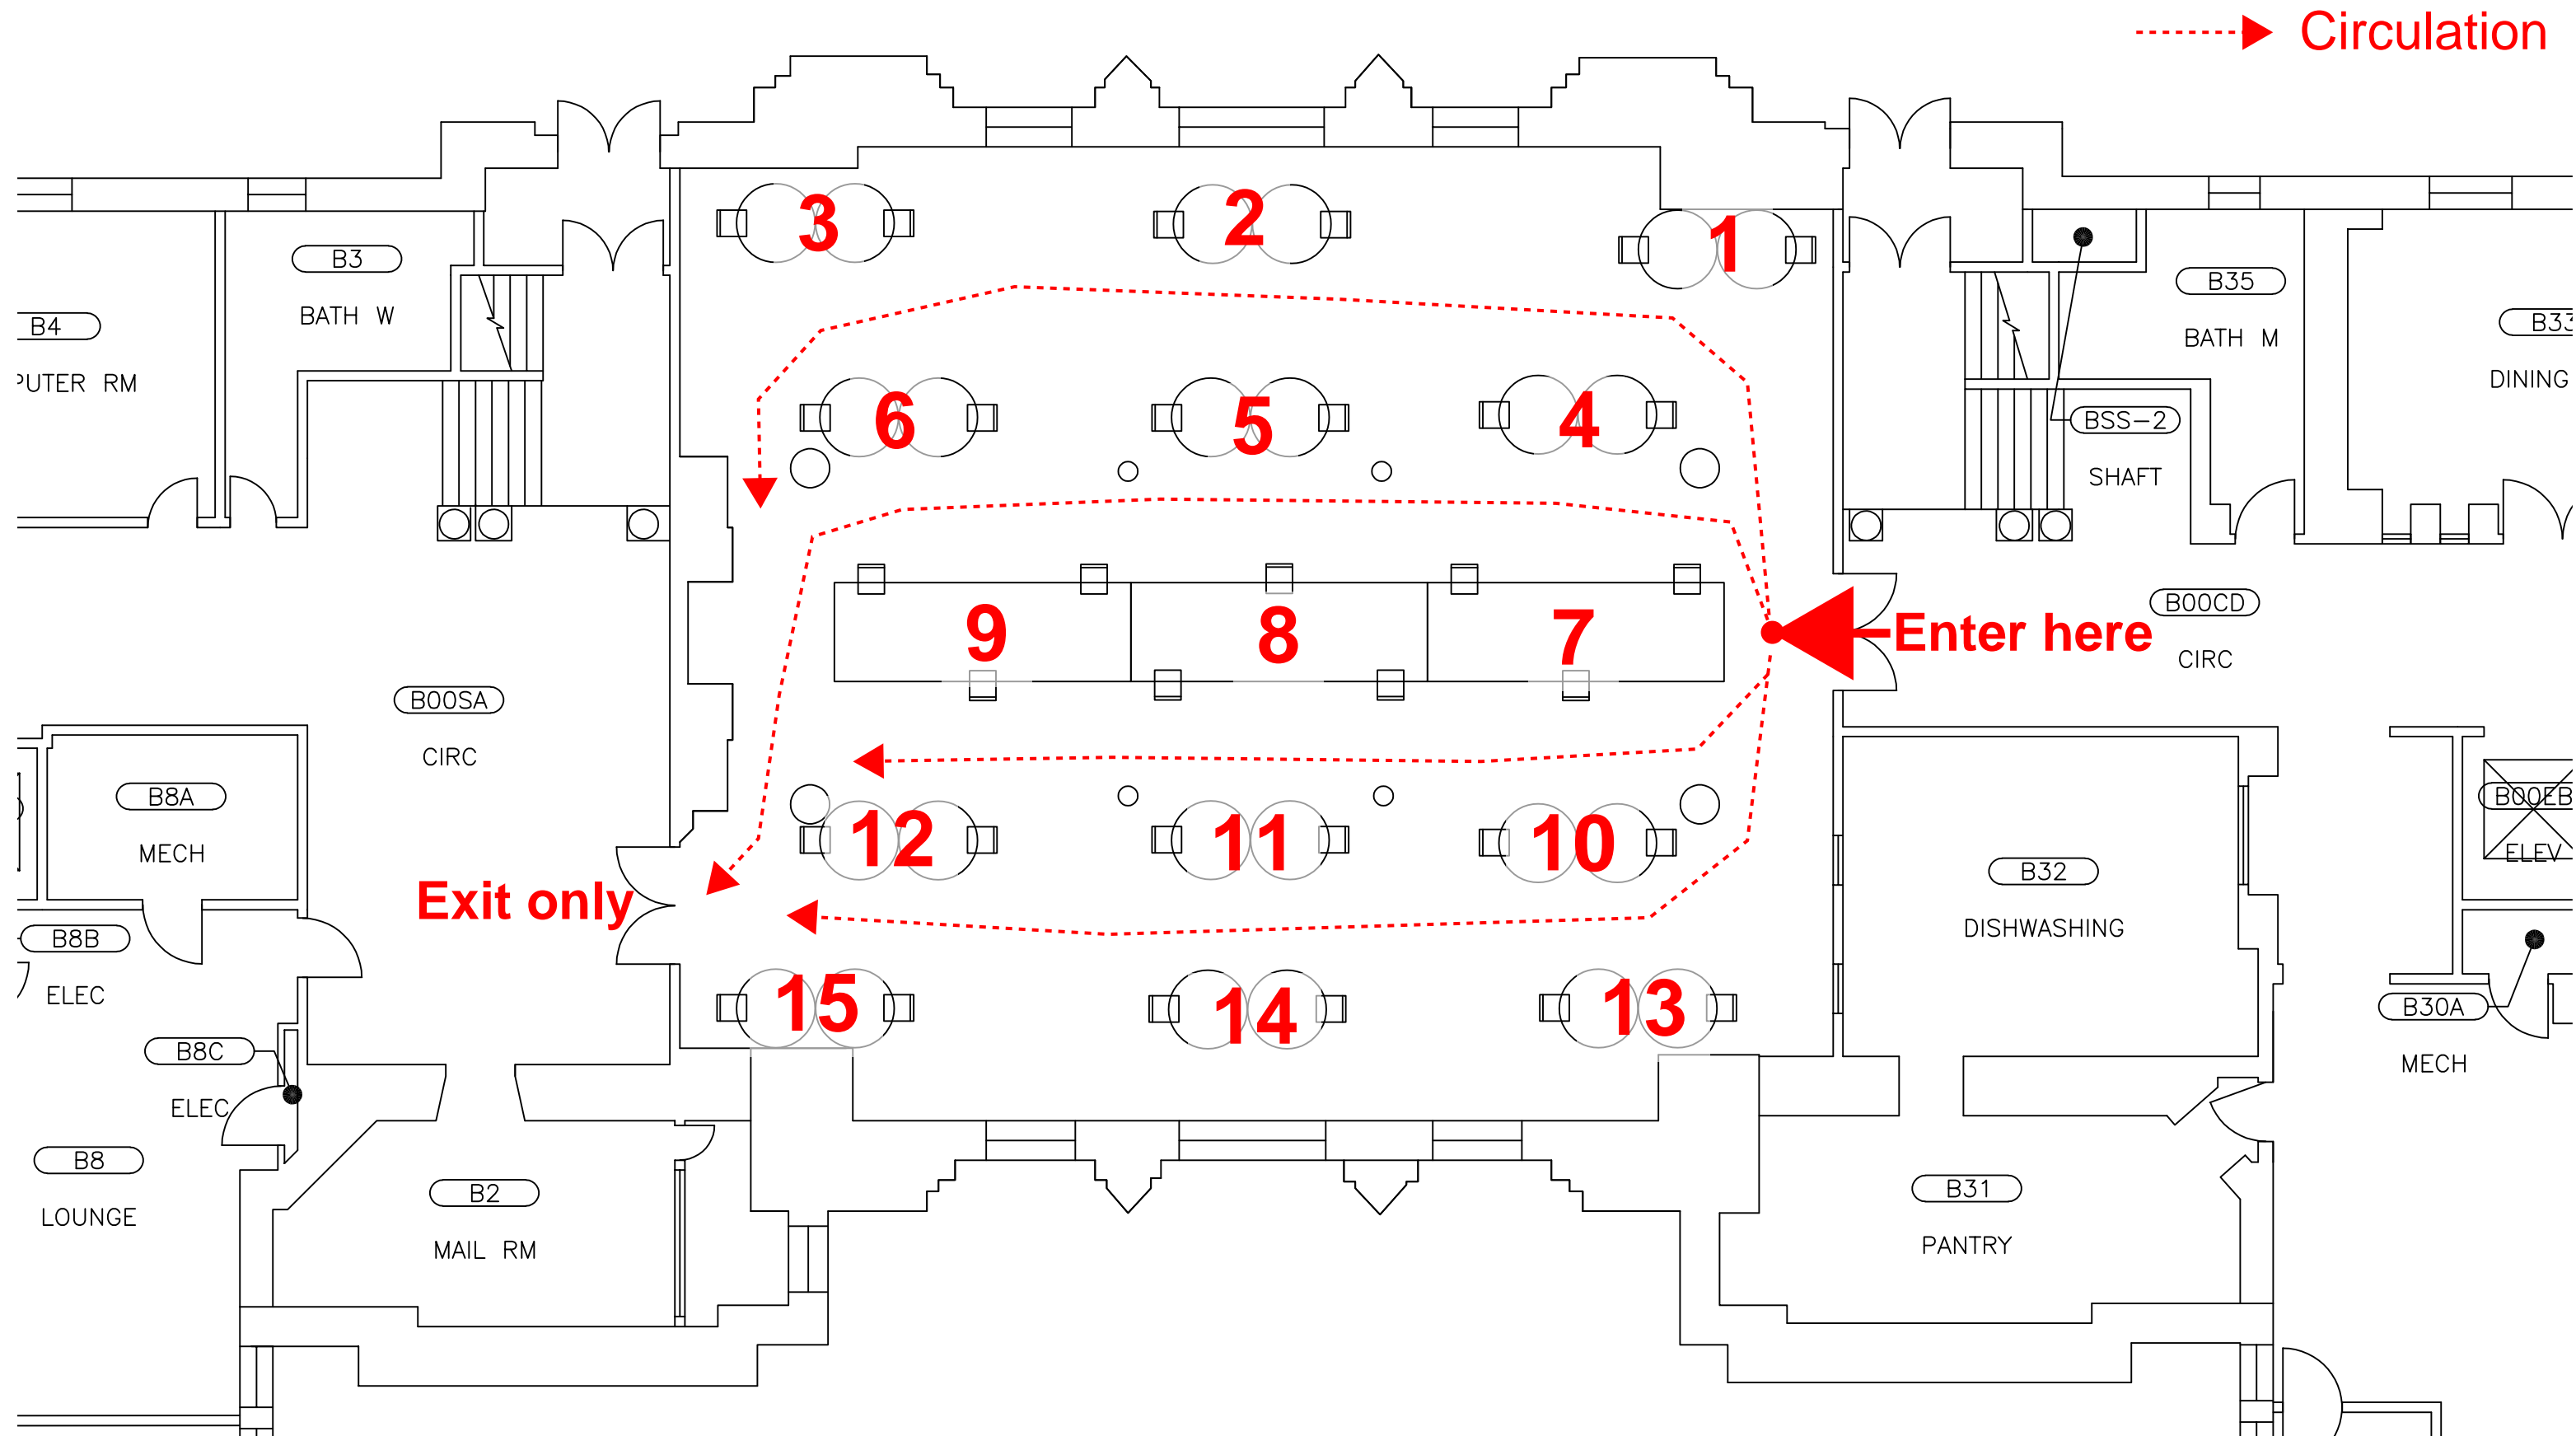 Circulation
3
2
1
B3
BATH W
B4
PUTER RM
B35
BATH M
B33
DINING
6
5
4
BSS-2
SHAFT
9
8
7
Enter here
B00CD
CIRC
B00SA
CIRC
B8A
MECH
12
11
10
B00EB
ELEV
B32
DISHWASHING
Exit only
B8B
ELEC
15
14
13
B30A
MECH
B8C
ELEC
B8
LOUNGE
B2
MAIL RM
B31
PANTRY